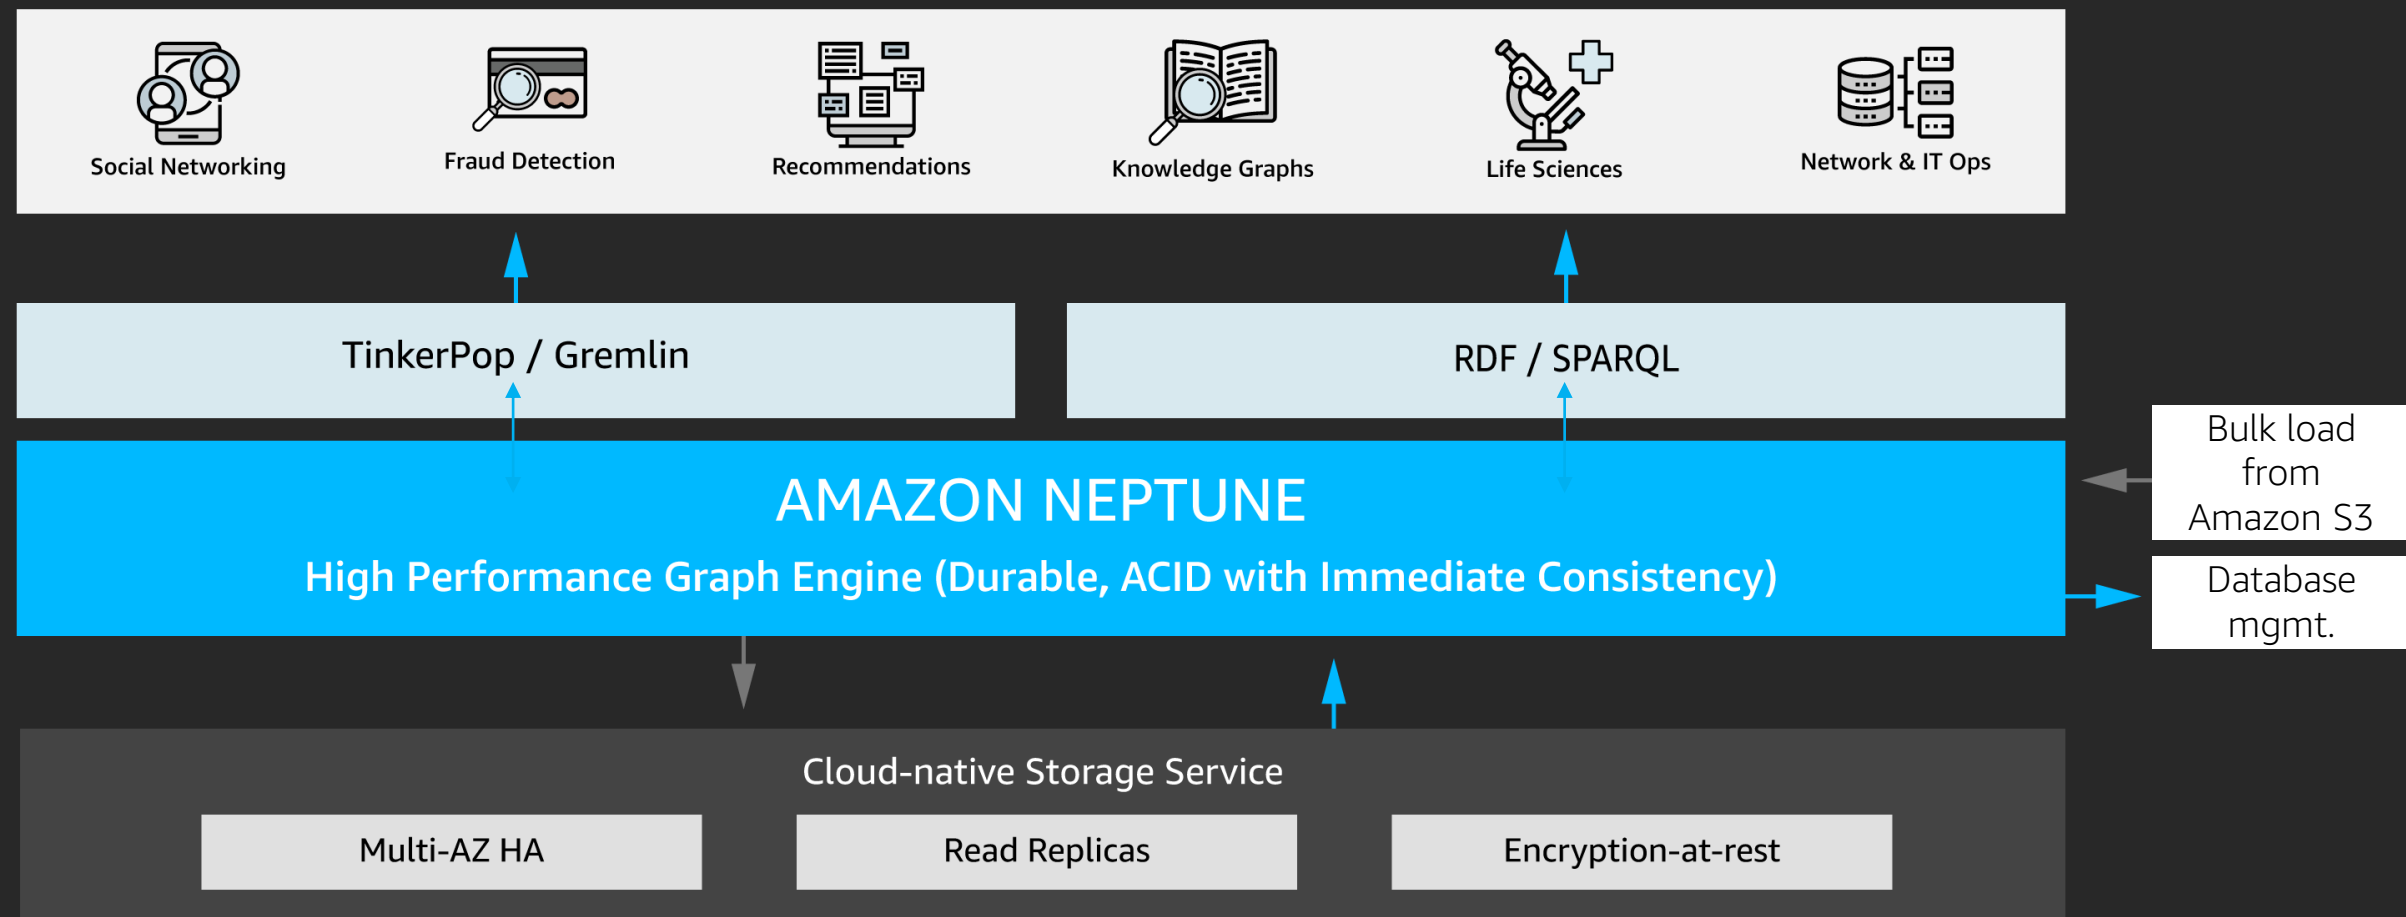 Social Networking
Fraud Detection
Recommendations
Knowledge Graphs
Life Sciences
Network & IT Ops
TinkerPop / Gremlin
RDF / SPARQL
AMAZON NEPTUNE
High Performance Graph Engine (Durable, ACID with Immediate Consistency)
Bulk load
from
Amazon S3
Database
mgmt.
Cloud-native Storage Service
Multi-AZ HA
Read Replicas
Encryption-at-rest